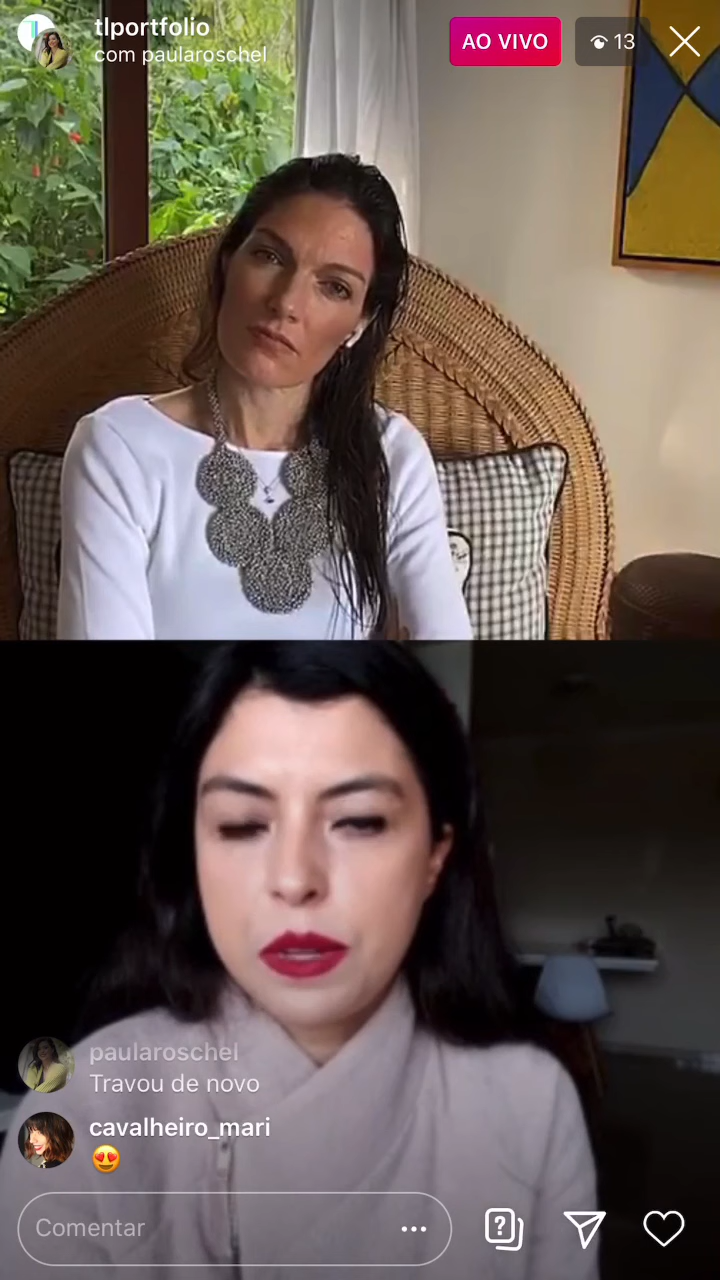 tlportfolio
com paularoschel
AO VIVO
13
paularoschel
Travou de novo
cavalheiro_mari
😍
Comentar